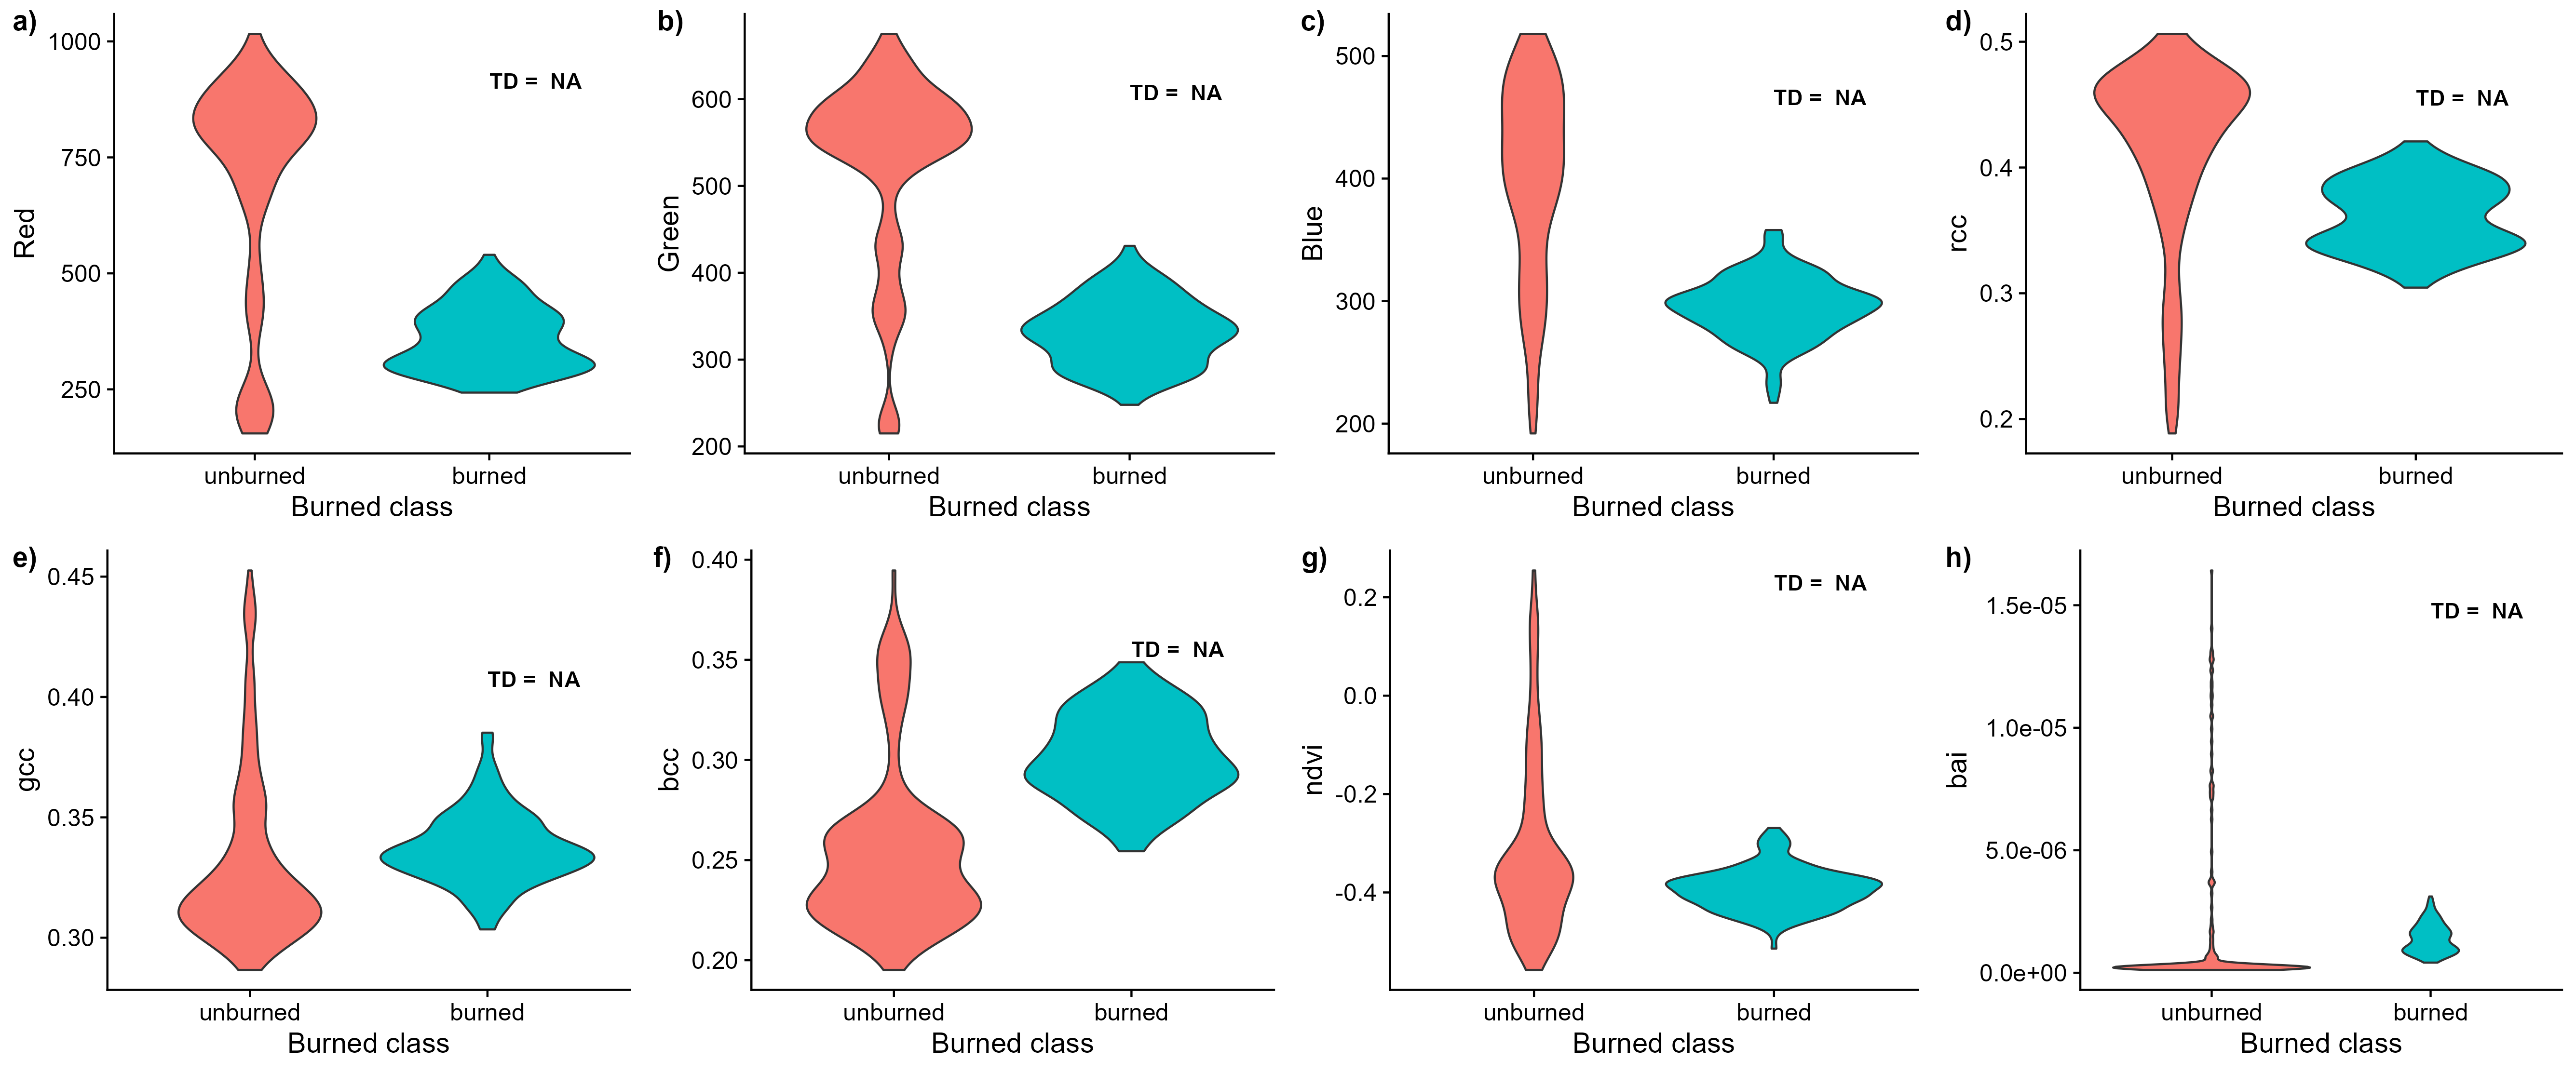 a)
Red
1000
750
500
250
TD =  NA
unburned
burned
Burned class
b)
Green
600
500
400
300
200
TD =  NA
unburned
burned
Burned class
c)
Blue
500
400
300
200
TD =  NA
unburned
burned
Burned class
d)
rcc
0.5
0.4
0.3
0.2
TD =  NA
unburned
burned
Burned class
e)
gcc
0.45
0.40
0.35
0.30
TD =  NA
unburned
burned
Burned class
f)
bcc
0.40
0.35
0.30
0.25
0.20
TD =  NA
unburned
burned
Burned class
g)
ndvi
0.2
0.0
-0.2
-0.4
TD =  NA
unburned
burned
Burned class
h)
bai
1.5e-05
1.0e-05
5.0e-06
0.0e+00
TD =  NA
unburned
burned
Burned class